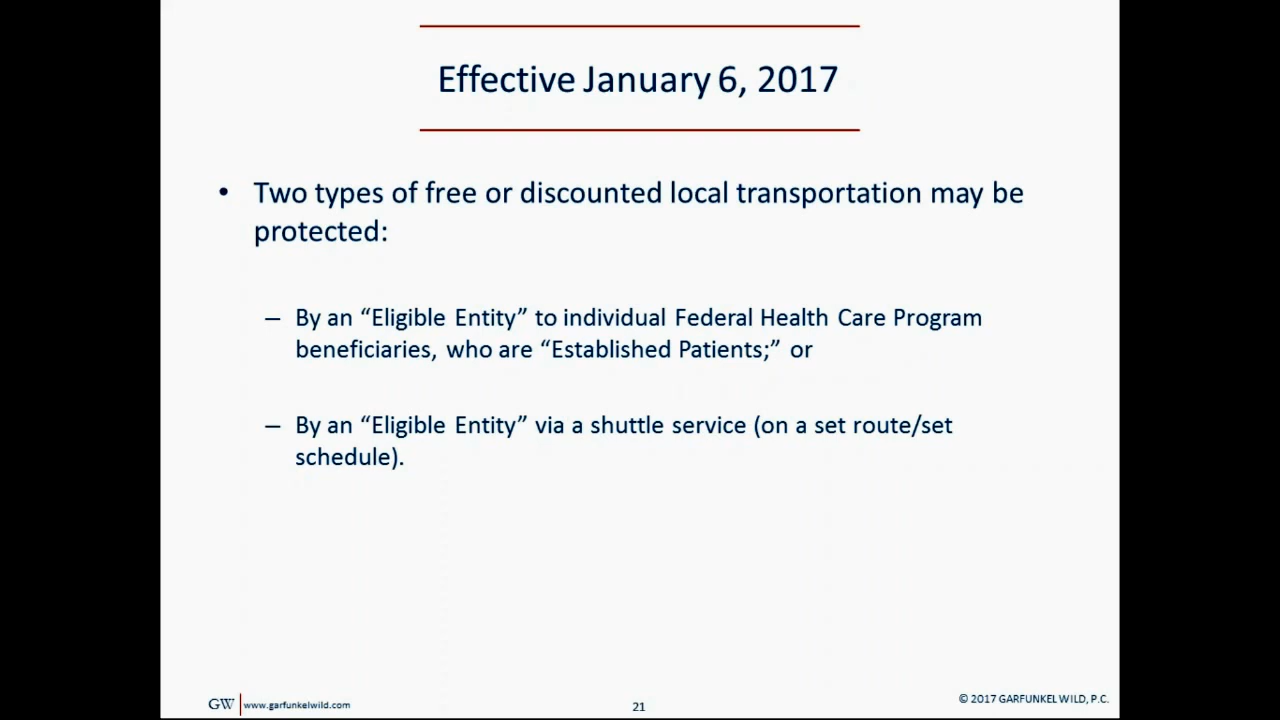 Effective January 6, 2017
• Two types of free or discounted local transportation may be
protected:
– By an “Eligible Entity” to individual Federal Health Care Program
beneficiaries, who are “Established Patients;” or
– By an “Eligible Entity” via a shuttle service (on a set route/set
schedule).
GW www.garfunkelwild.com
21
© 2017 GARFUNKEL WILD, P.C.